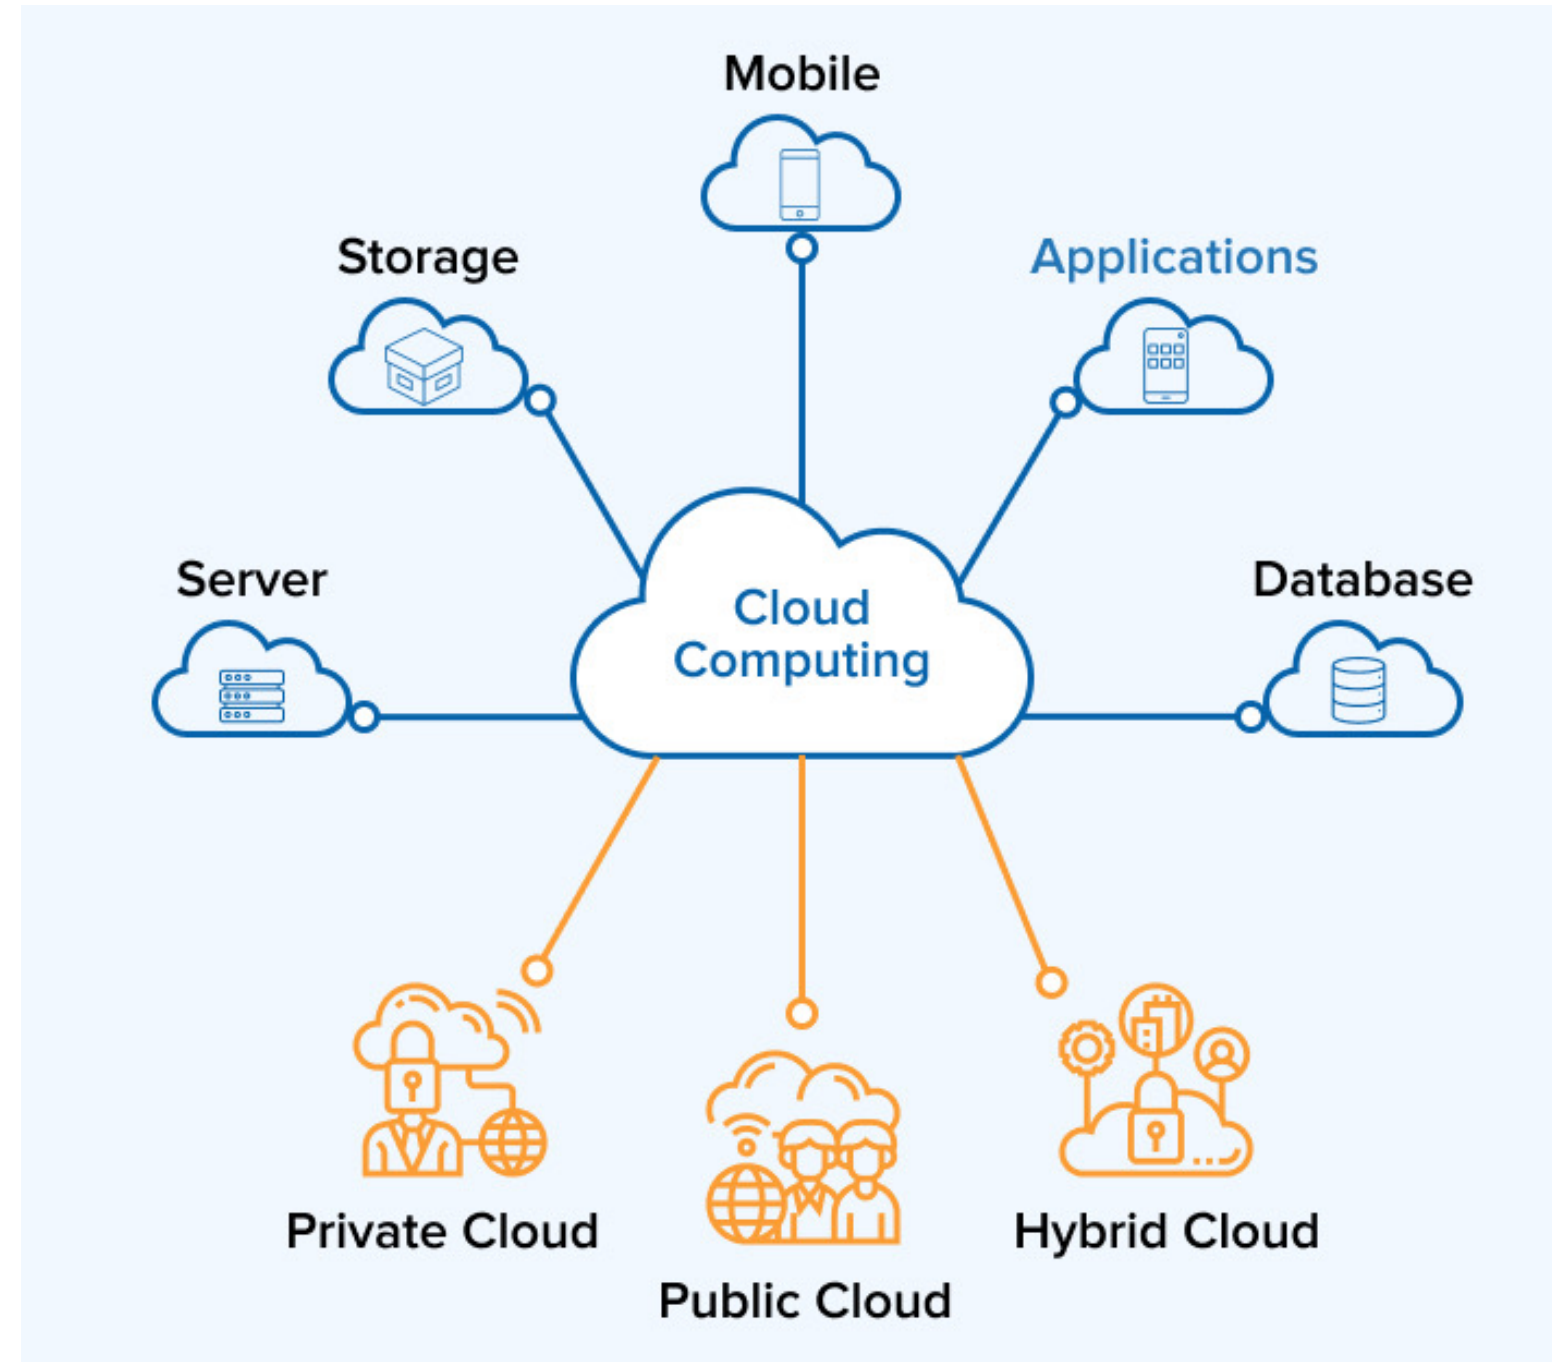 Mobile
Storage
Applications
Server
Cloud
Computing
Database
Private Cloud
Public Cloud
Hybrid Cloud